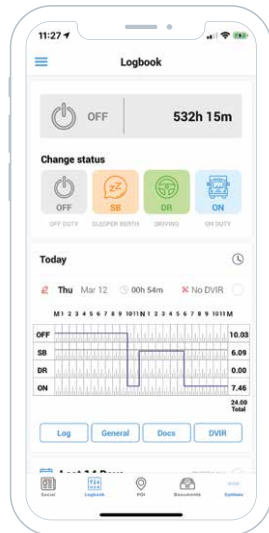 11:27
Logbook
OFF 532h 15m
Change status
OFF SB DR ON
OFF DUTY SLEEPER BERTH DRIVING ON DUTY
Today
Thu Mar 12 00h 54m No DVIR
M 1 2 3 4 5 6 7 8 9 10 11 N 1 2 3 4 5 6 7 8 9 10 11 M
OFF 10.03
SB 6.09
DR 0.00
ON 7.46
24.00
Total
Log General Docs DVIR
Last 14 Days
Social Logbook POI Documents Options